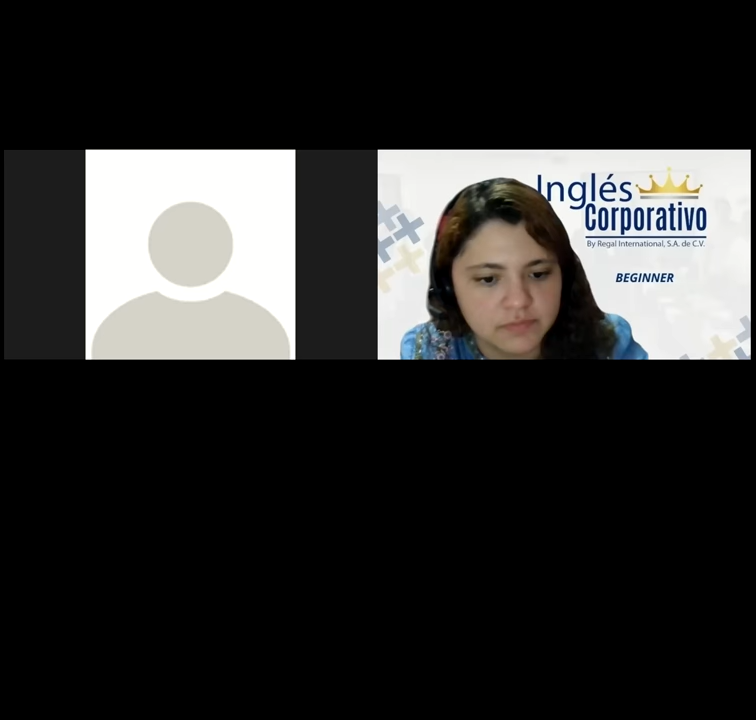 Inglés
Corporativo
By Regal International, S.A. de C.V.
BEGINNER